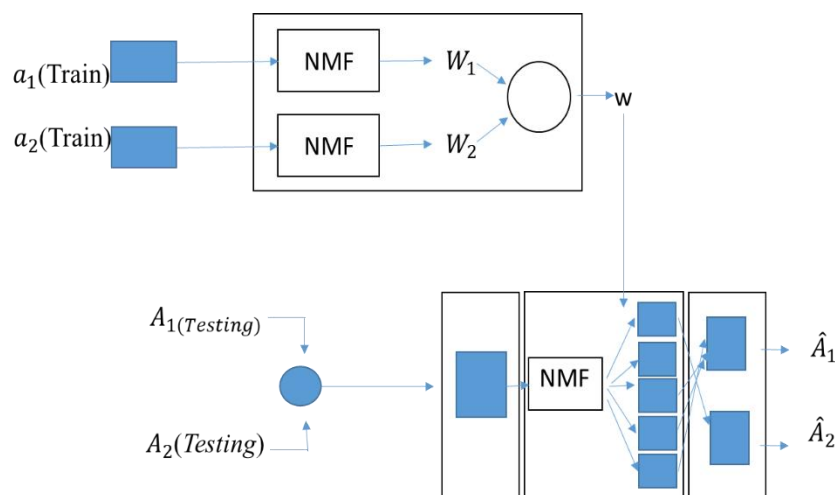 a₁(Train)
NMF
W₁
w
a₂(Train)
NMF
W₂
A₁(Testing)
A₂(Testing)
NMF
Â₁
Â₂